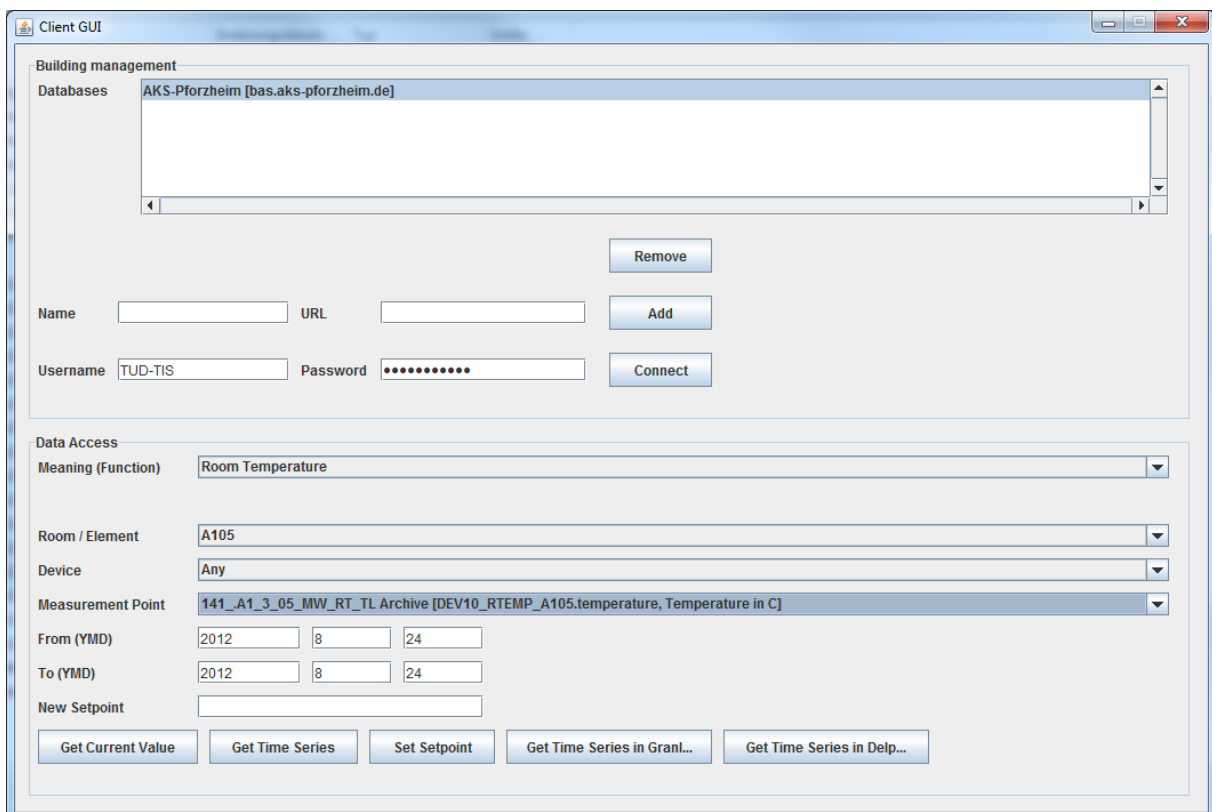 Client GUI
Building management
Databases AKS-Pforzheim [bas.aks-pforzheim.de]
Remove
Name URL Add
Username TUD-TIS Password ●●●●●●●●●●● Connect
Data Access
Meaning (Function) Room Temperature
Room / Element A105
Device Any
Measurement Point 141_.A1_3_05_MW_RT_TL Archive [DEV10_RTEMP_A105.temperature, Temperature in C]
From (YMD) 2012 8 24
To (YMD) 2012 8 24
New Setpoint
Get Current Value Get Time Series Set Setpoint Get Time Series in Granl... Get Time Series in Delp...